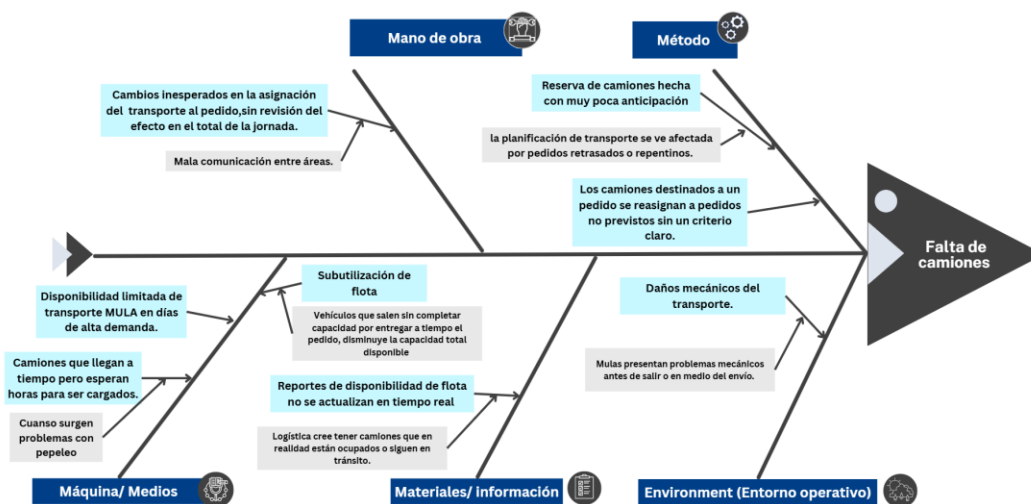 Mano de obra
Método
Cambios inesperados en la asignación
del transporte al pedido,sin revisión del
efecto en el total de la jornada.
Mala comunicación entre áreas.
Reserva de camiones hecha
con muy poca anticipación
la planificación de transporte se ve afectada
por pedidos retrasados o repentinos.
Los camiones destinados a un
pedido se reasignan a pedidos
no previstos sin un criterio
claro.
Falta de
camiones
Disponibilidad limitada de
transporte MULA en días
de alta demanda.
Subutilización de
flota
Vehículos que salen sin completar
capacidad por entregar a tiempo el
pedido, disminuye la capacidad total
disponible
Camiones que llegan a
tiempo pero esperan
horas para ser cargados.
Cuanso surgen
problemas con
pepeleo
Reportes de disponibilidad de flota
no se actualizan en tiempo real
Logística cree tener camiones que en
realidad están ocupados o siguen en
tránsito.
Daños mecánicos del
transporte.
Mulas presentan problemas mecánicos
antes de salir o en medio del envío.
Máquina/ Medios
Materiales/ información
Environment (Entorno operativo)